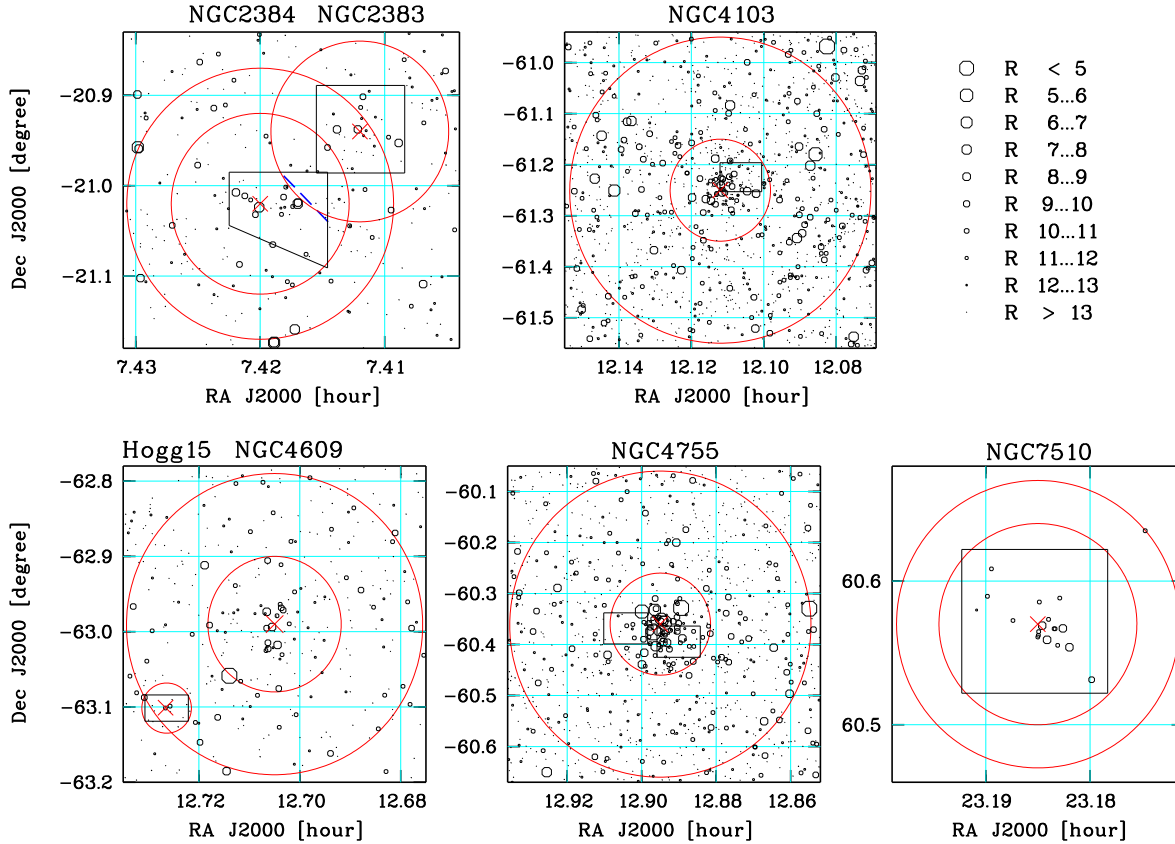 NGC2384 NGC2383
NGC4103
Dec J2000 [degree]
−20.9
−21.0
−21.1
7.43 7.42 7.41
RA J2000 [hour]
−61.0
−61.1
−61.2
−61.3
−61.4
−61.5
12.14 12.12 12.10 12.08
RA J2000 [hour]
R < 5
R 5...6
R 6...7
R 7...8
R 8...9
R 9...10
R 10...11
R 11...12
R 12...13
R > 13
Hogg15 NGC4609
NGC4755
NGC7510
Dec J2000 [degree]
−62.8
−62.9
−63.0
−63.1
−63.2
12.72 12.70 12.68
RA J2000 [hour]
−60.1
−60.2
−60.3
−60.4
−60.5
−60.6
12.92 12.90 12.88 12.86
RA J2000 [hour]
60.6
60.5
23.19 23.18
RA J2000 [hour]